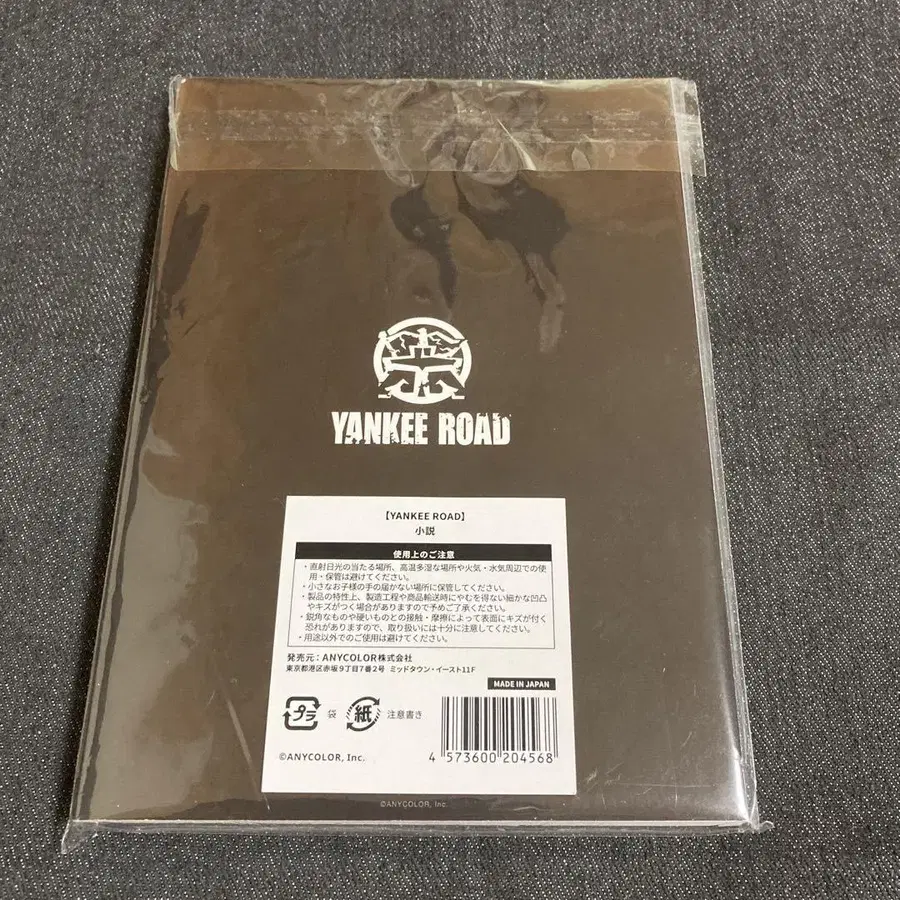 YANKEE ROAD
【YANKEE ROAD】
小説
使用上のご注意
・直射日光の当たる場所、高温多湿な場所や火気・水気周辺での使
用・保管は避けてください。
・小さなお子様の手の届かない場所に保管してください。
・製品の特性上、製造工程や商品輸送時にやむを得ない細かな凹凸
やキズがつく場合がありますので予めご了承ください。
・鋭角なものや硬いものとの接触・摩擦によって表面にキズが付く
恐れがありますので、取り扱いには十分に注意してください。
・用途以外でのご使用は避けてください。
発売元：ANYCOLOR株式会社
東京都港区赤坂9丁目7番2号 ミッドタウン・イースト11F
MADE IN JAPAN
プラ 袋 紙 注意書き
©ANYCOLOR, Inc.
4 573600 204568
©ANYCOLOR, Inc.